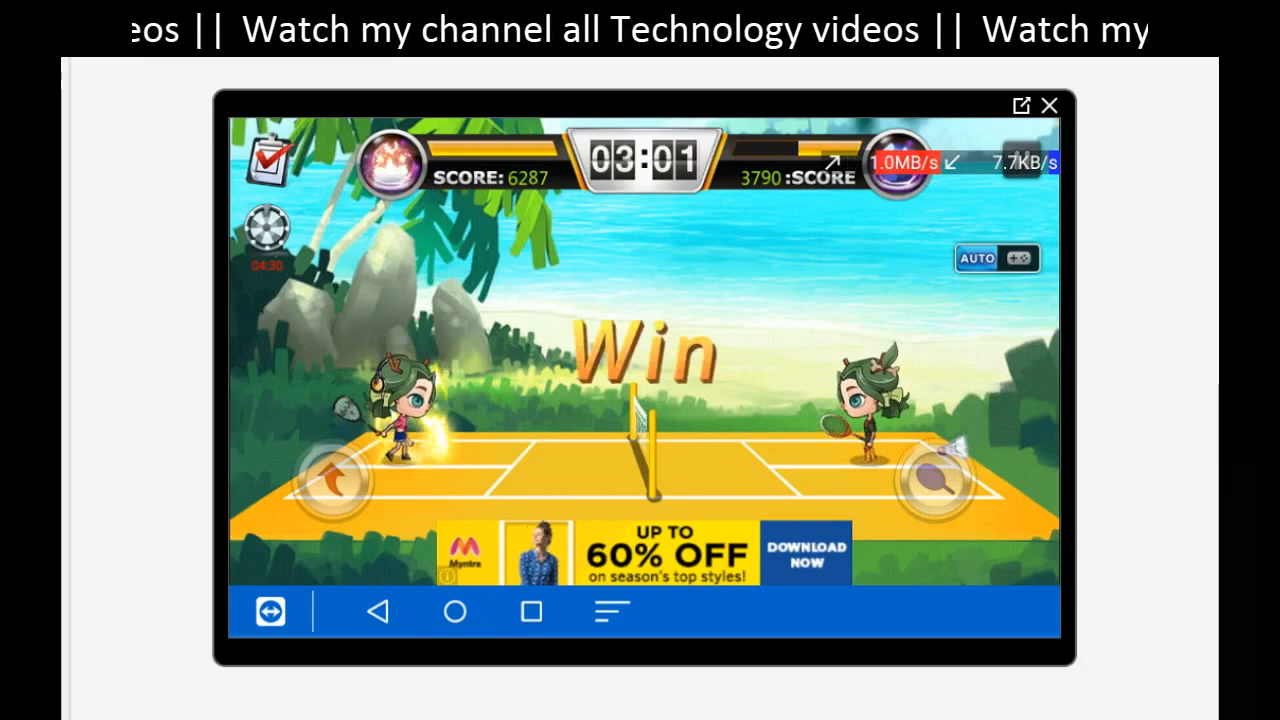 eos || Watch my channel all Technology videos || Watch my
03:01
SCORE: 6287
3790 :SCORE
1.0MB/s
7.7KB/s
04:30
AUTO
Win
Myntra
UP TO
60% OFF
on season's top styles!
DOWNLOAD
NOW